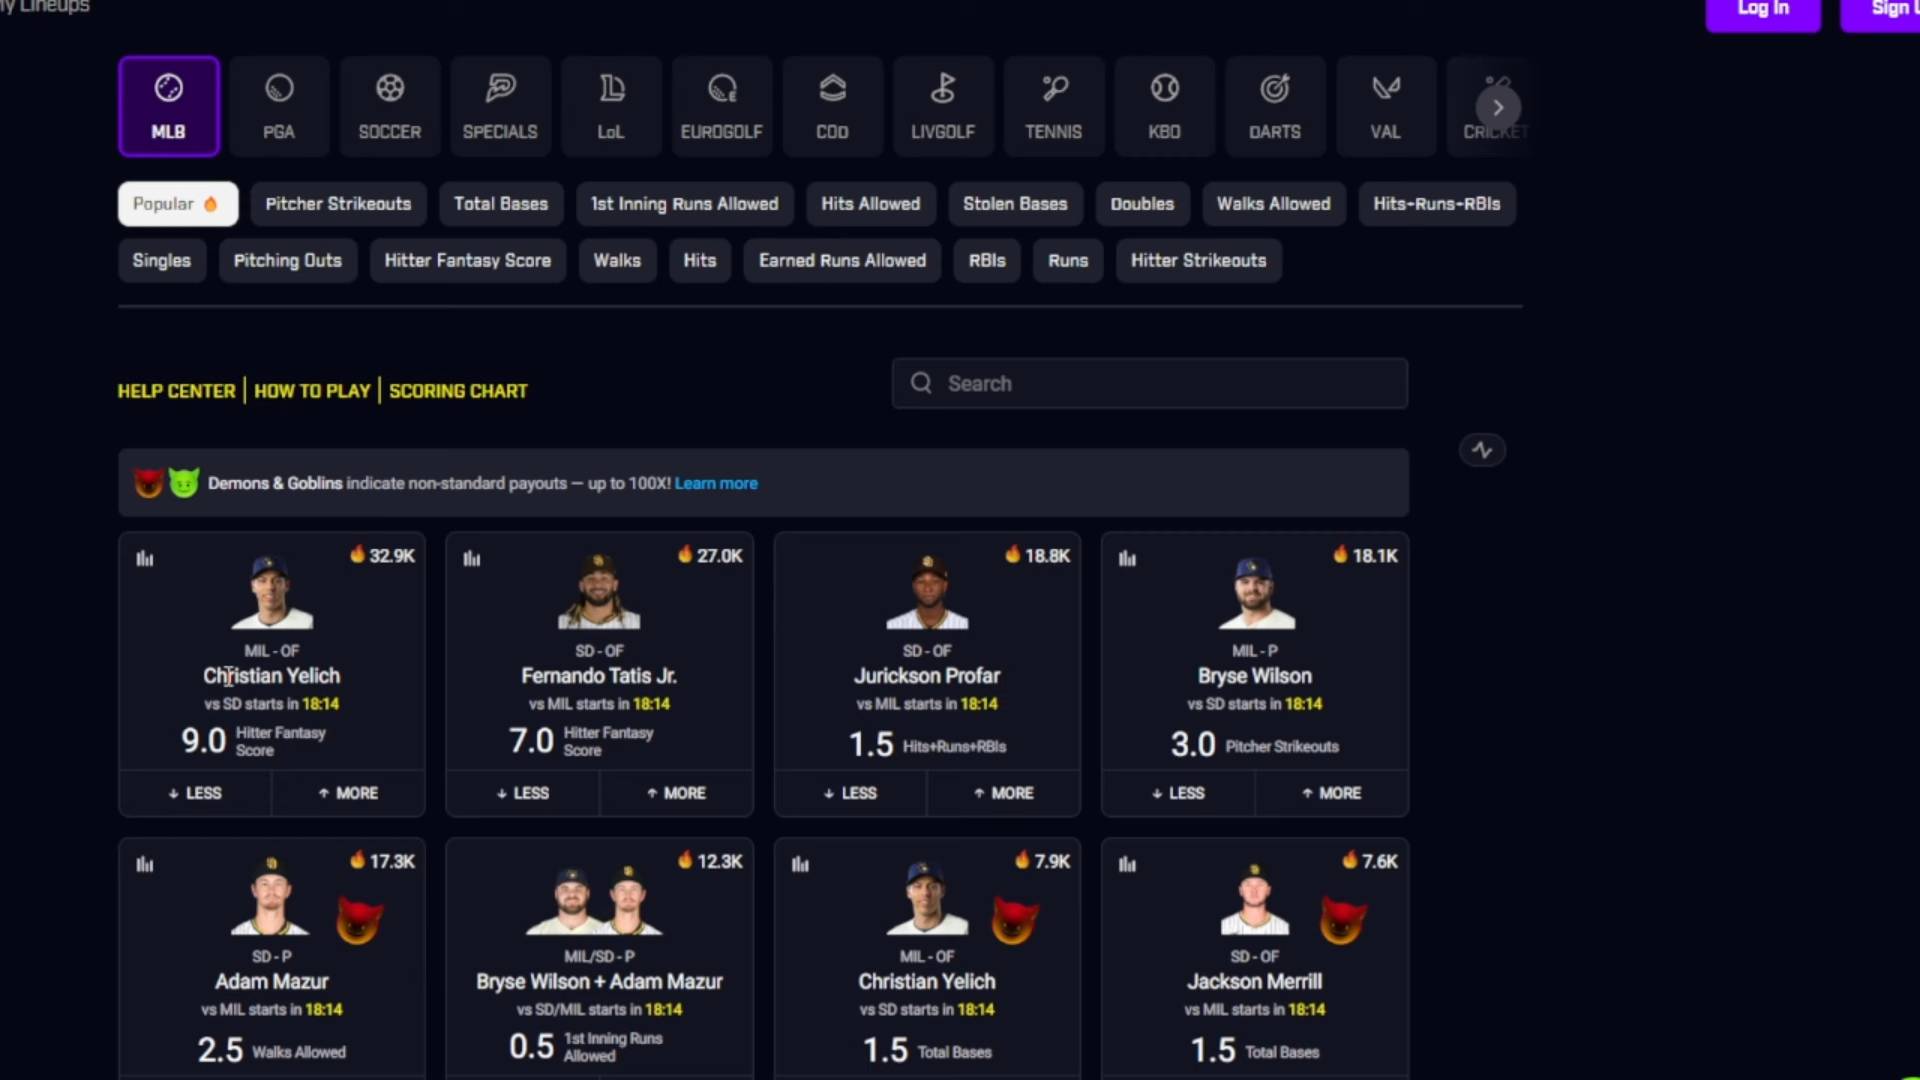 My Lineups
Log In
Sign U
MLB
PGA
SOCCER
SPECIALS
LoL
EUROGOLF
COD
LIVGOLF
TENNIS
KBO
DARTS
VAL
CRICKET
Popular
Pitcher Strikeouts
Total Bases
1st Inning Runs Allowed
Hits Allowed
Stolen Bases
Doubles
Walks Allowed
Hits+Runs+RBIs
Singles
Pitching Outs
Hitter Fantasy Score
Walks
Hits
Earned Runs Allowed
RBIs
Runs
Hitter Strikeouts
HELP CENTER | HOW TO PLAY | SCORING CHART
Search
Demons & Goblins indicate non-standard payouts — up to 100X! Learn more
32.9K
MIL - OF
Christian Yelich
vs SD starts in 18:14
9.0 Hitter Fantasy
Score
LESS
MORE
27.0K
SD - OF
Fernando Tatis Jr.
vs MIL starts in 18:14
7.0 Hitter Fantasy
Score
LESS
MORE
18.8K
SD - OF
Jurickson Profar
vs MIL starts in 18:14
1.5 Hits+Runs+RBIs
LESS
MORE
18.1K
MIL - P
Bryse Wilson
vs SD starts in 18:14
3.0 Pitcher Strikeouts
LESS
MORE
17.3K
SD - P
Adam Mazur
vs MIL starts in 18:14
2.5 Walks Allowed
12.3K
MIL/SD - P
Bryse Wilson + Adam Mazur
vs SD/MIL starts in 18:14
0.5 1st Inning Runs
Allowed
7.9K
MIL - OF
Christian Yelich
vs SD starts in 18:14
1.5 Total Bases
7.6K
SD - OF
Jackson Merrill
vs MIL starts in 18:14
1.5 Total Bases